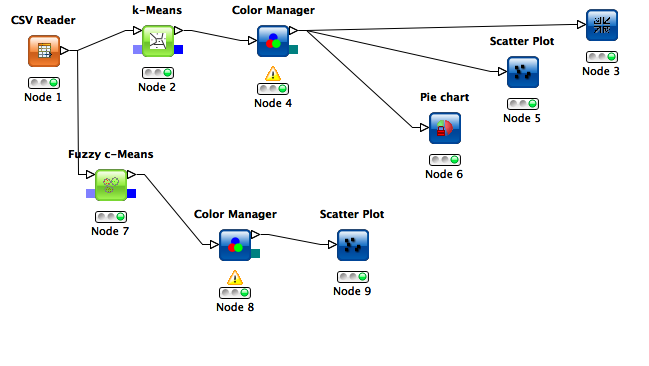 CSV Reader
Node 1
k-Means
Node 2
Color Manager
Node 4
Node 3
Scatter Plot
Node 5
Pie chart
Node 6
Fuzzy c-Means
Node 7
Color Manager
Node 8
Scatter Plot
Node 9